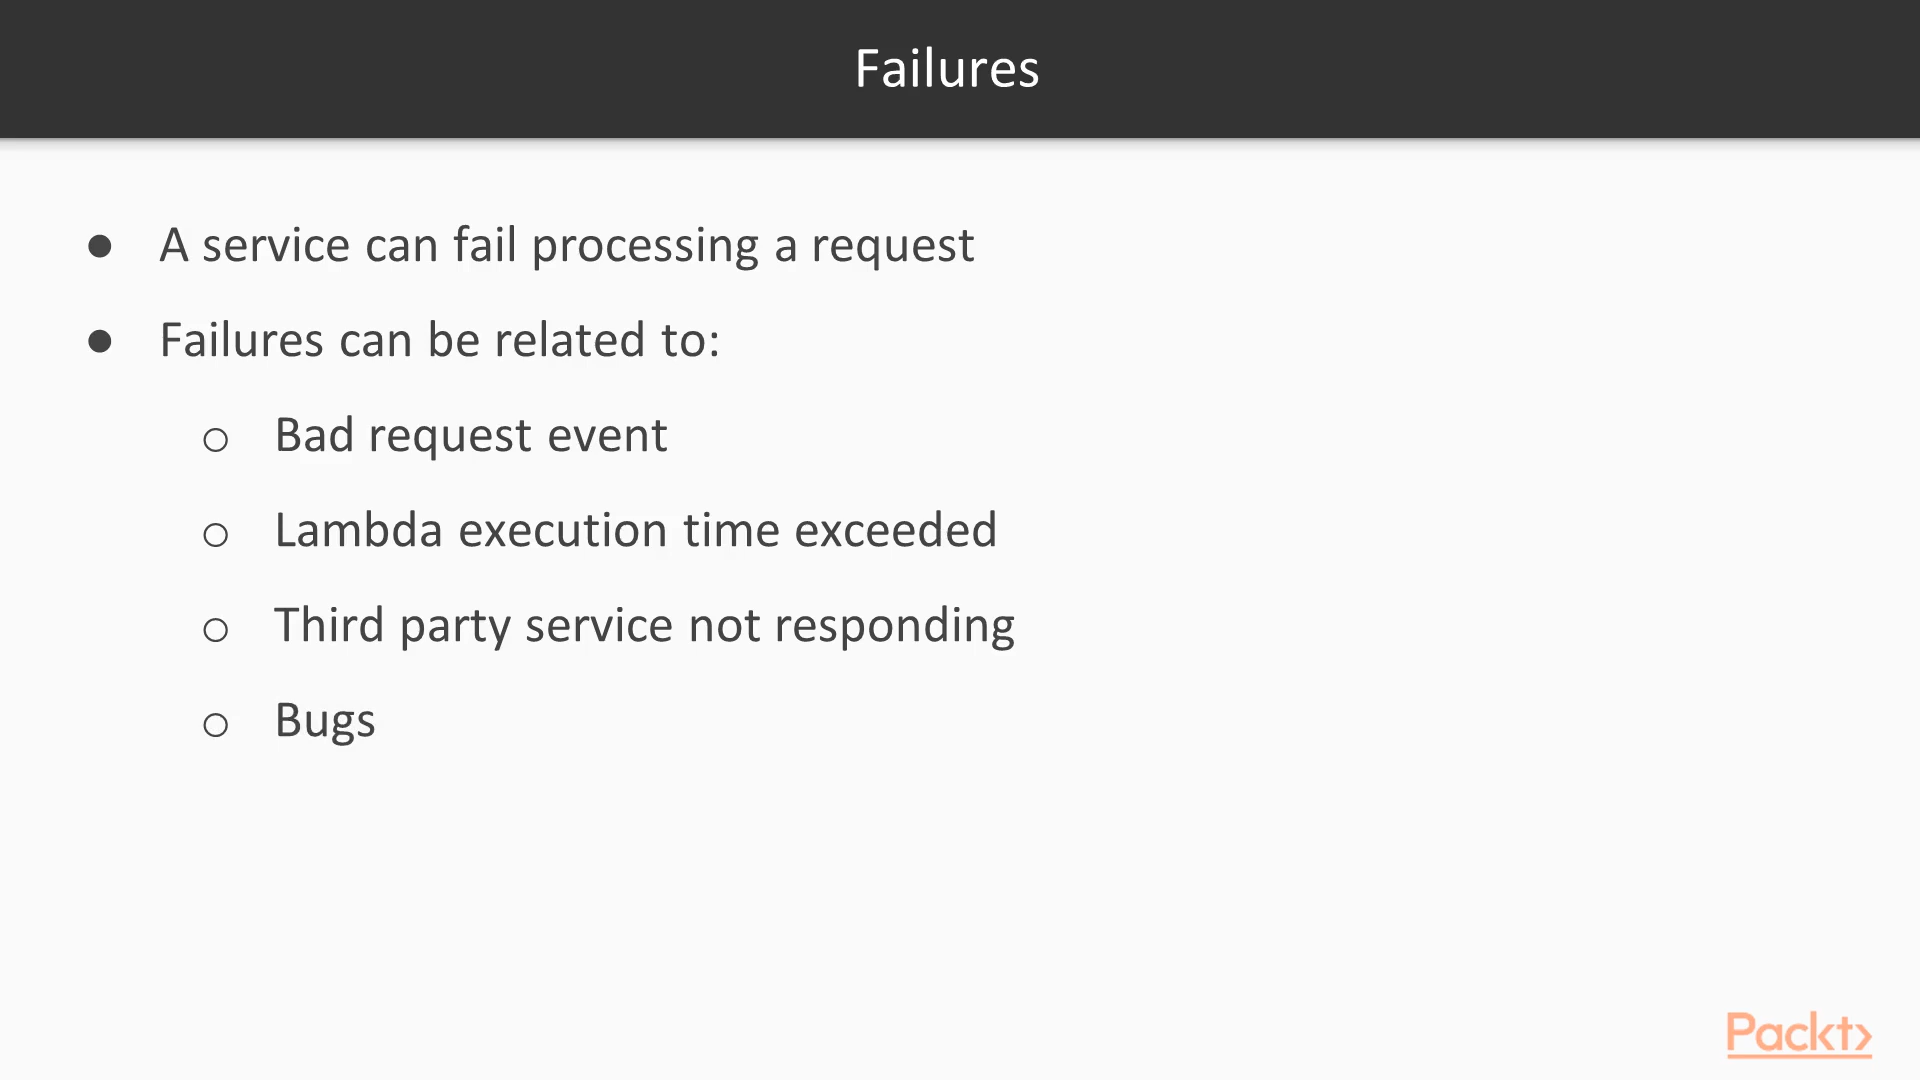 Failures
● A service can fail processing a request
● Failures can be related to:
○ Bad request event
○ Lambda execution time exceeded
○ Third party service not responding
○ Bugs
Packt>